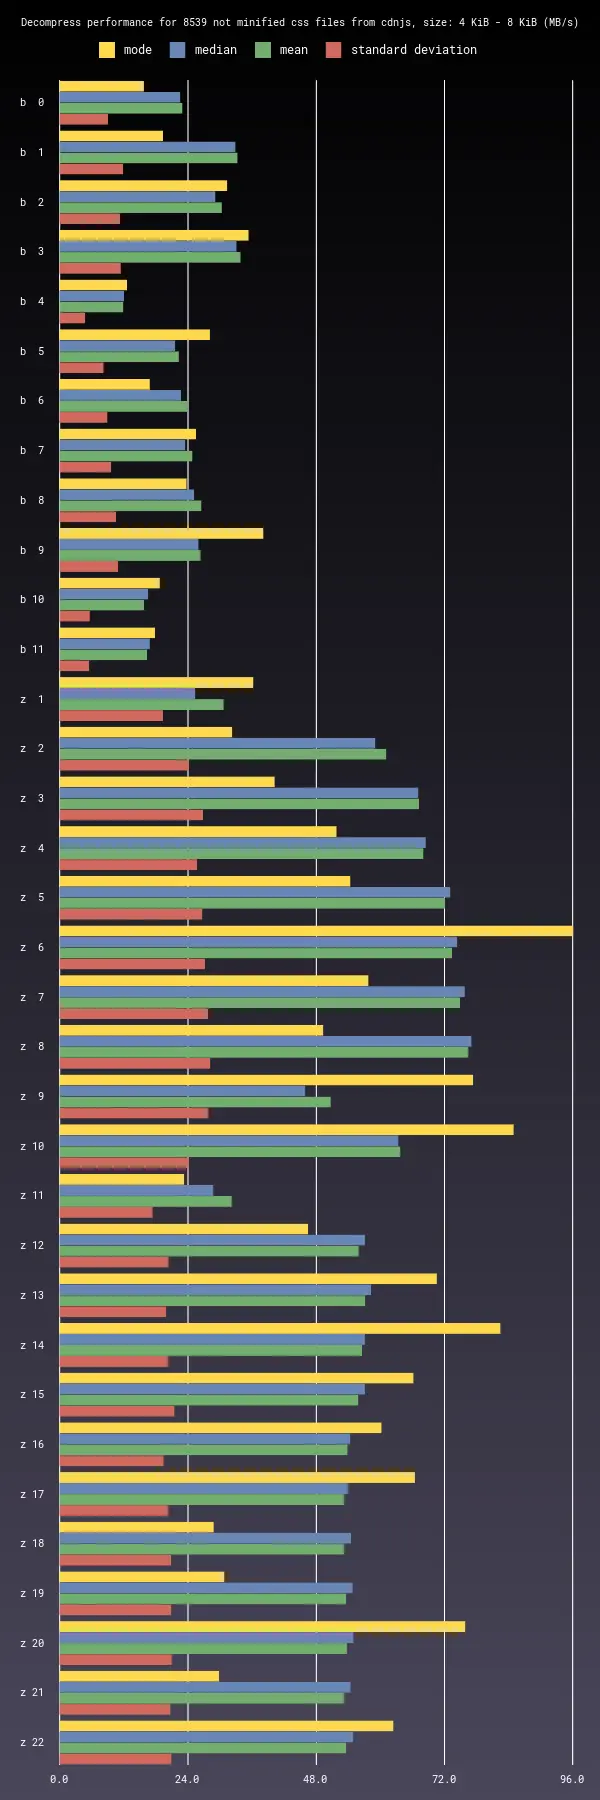 Decompress performance for 8539 not minified css files from cdnjs, size: 4 KiB - 8 KiB (MB/s)
mode median mean standard deviation
b 0
b 1
b 2
b 3
b 4
b 5
b 6
b 7
b 8
b 9
b 10
b 11
z 1
z 2
z 3
z 4
z 5
z 6
z 7
z 8
z 9
z 10
z 11
z 12
z 13
z 14
z 15
z 16
z 17
z 18
z 19
z 20
z 21
z 22
0.0 24.0 48.0 72.0 96.0